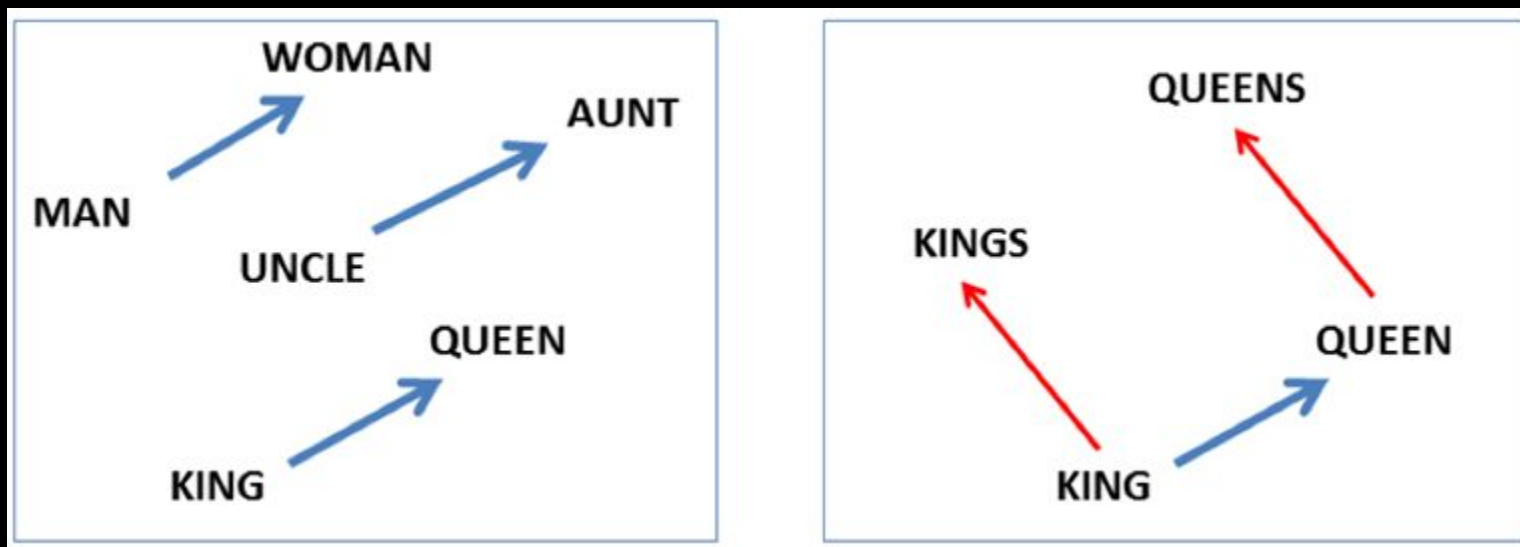 WOMAN
AUNT
MAN
UNCLE
QUEEN
KING
QUEENS
KINGS
QUEEN
KING